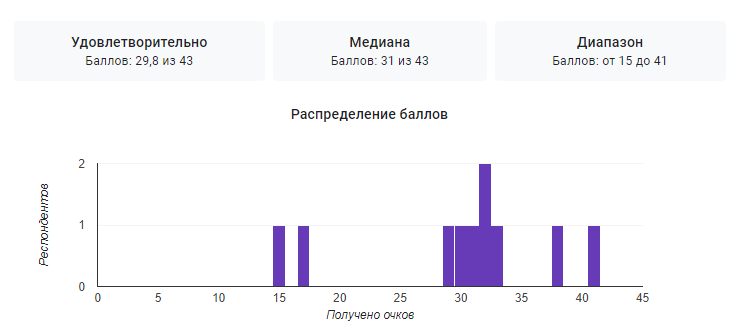 Удовлетворительно
Баллов: 29,8 из 43
Медиана
Баллов: 31 из 43
Диапазон
Баллов: от 15 до 41
Распределение баллов
Респондентов
2
1
0
0 5 10 15 20 25 30 35 40 45
Получено очков